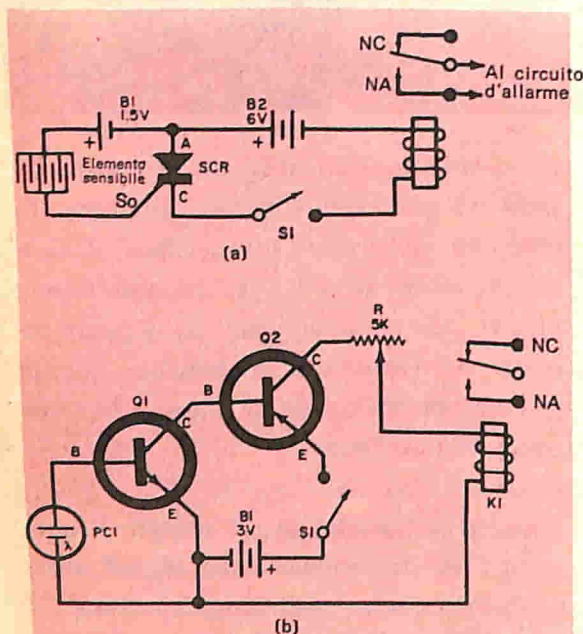 NC
NA
Al circuito
d'allarme
B1
1,5V
+
B2
6V
+
A
Elemento
sensibile
SCR
So
C
S1
(a)
R
5K
Q2
C
B
E
Q1
C
B
E
NC
NA
K1
PC1
λ
B1
3V
+
S1
(b)